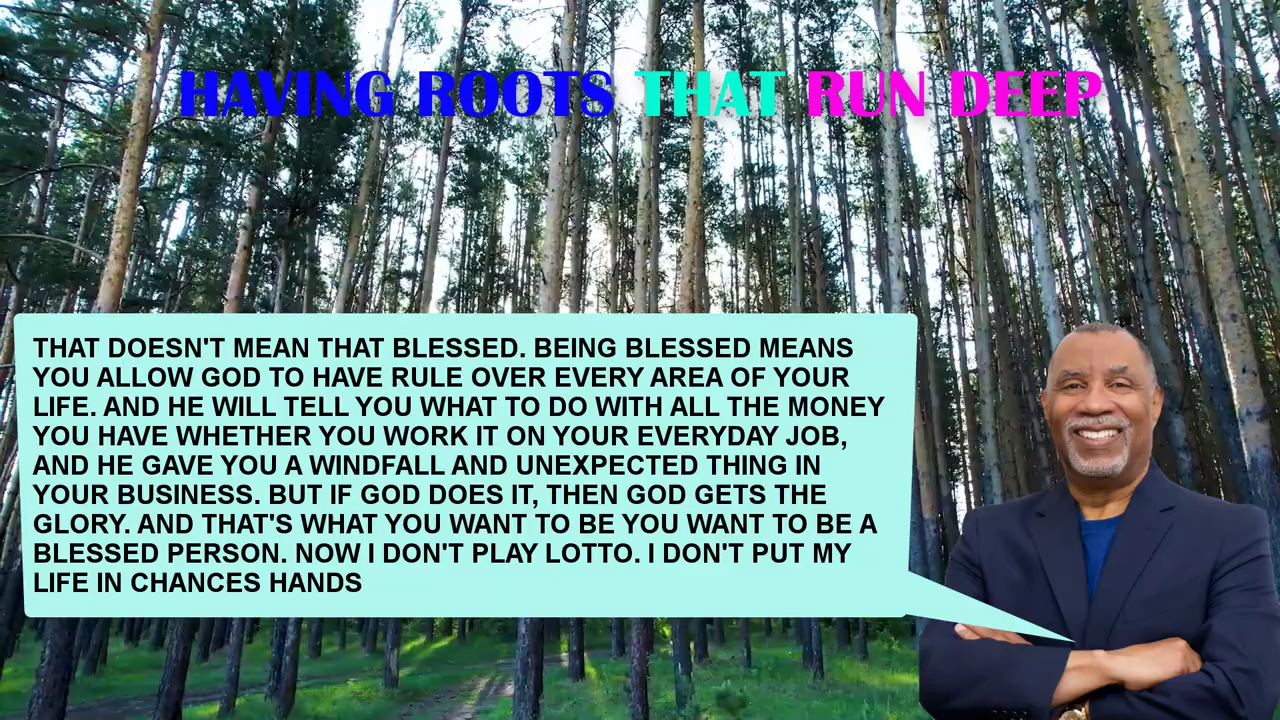 HAVING ROOTS THAT RUN DEEP
THAT DOESN'T MEAN THAT BLESSED. BEING BLESSED MEANS
YOU ALLOW GOD TO HAVE RULE OVER EVERY AREA OF YOUR
LIFE. AND HE WILL TELL YOU WHAT TO DO WITH ALL THE MONEY
YOU HAVE WHETHER YOU WORK IT ON YOUR EVERYDAY JOB,
AND HE GAVE YOU A WINDFALL AND UNEXPECTED THING IN
YOUR BUSINESS. BUT IF GOD DOES IT, THEN GOD GETS THE
GLORY. AND THAT'S WHAT YOU WANT TO BE YOU WANT TO BE A
BLESSED PERSON. NOW I DON'T PLAY LOTTO. I DON'T PUT MY
LIFE IN CHANCES HANDS